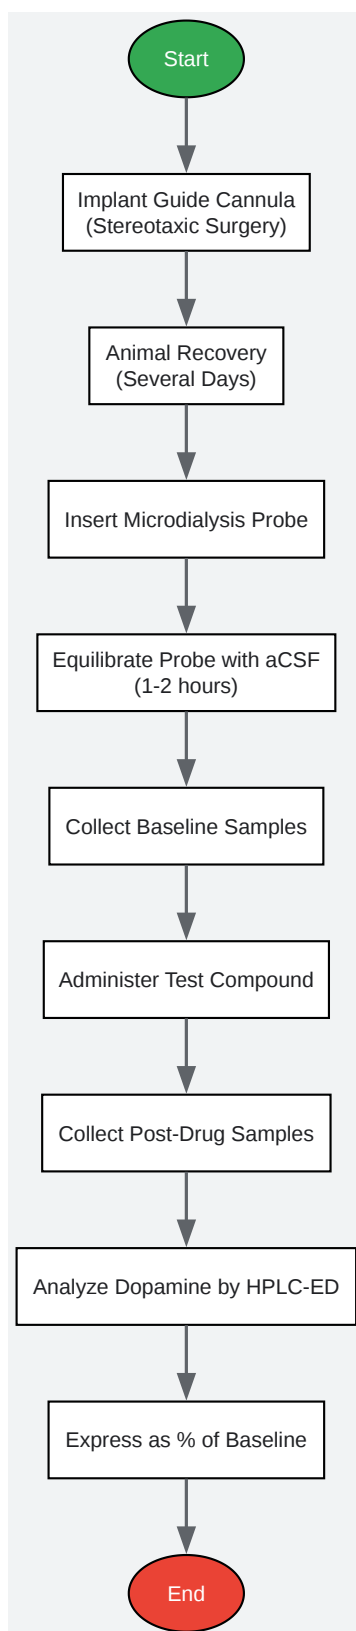 Start
Implant Guide Cannula
(Stereotaxic Surgery)
Animal Recovery
(Several Days)
Insert Microdialysis Probe
Equilibrate Probe with aCSF
(1-2 hours)
Collect Baseline Samples
Administer Test Compound
Collect Post-Drug Samples
Analyze Dopamine by HPLC-ED
Express as % of Baseline
End